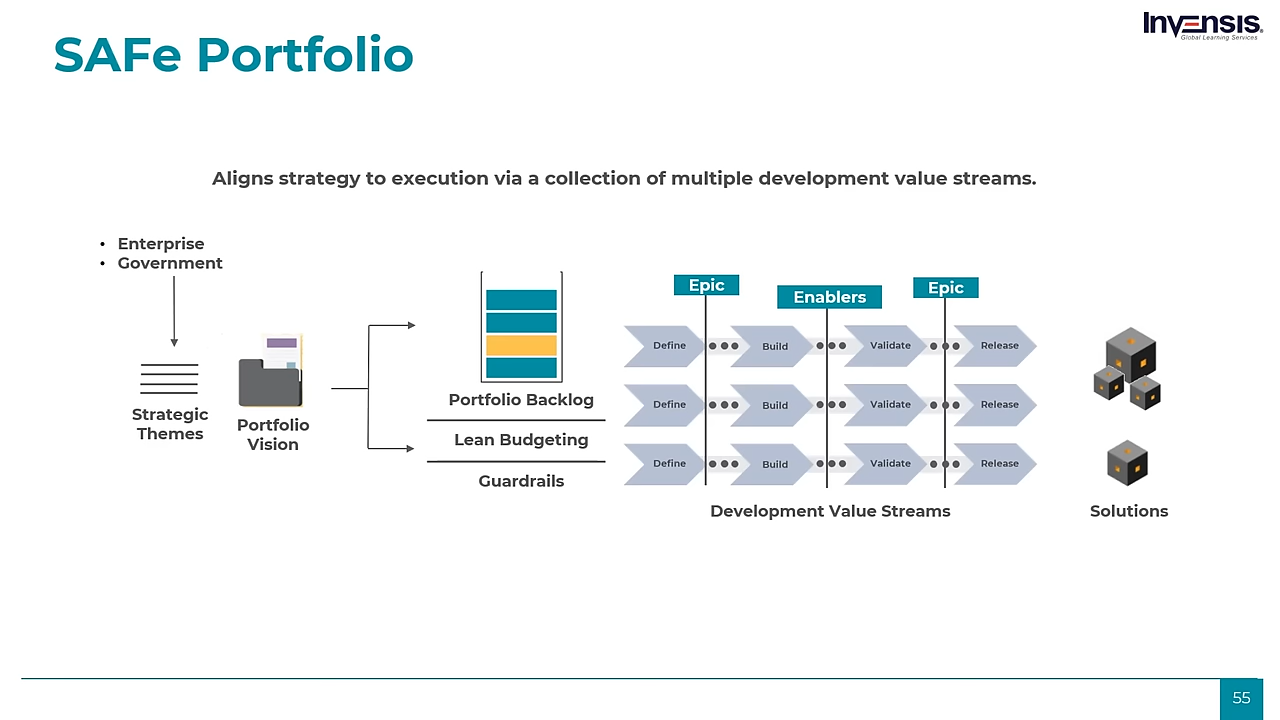 SAFe Portfolio
Invensis®
Global Learning Services
Aligns strategy to execution via a collection of multiple development value streams.
• Enterprise
• Government
Strategic
Themes
Portfolio
Vision
Portfolio Backlog
Lean Budgeting
Guardrails
Epic
Enablers
Epic
Define Build Validate Release
Define Build Validate Release
Define Build Validate Release
Development Value Streams
Solutions
55